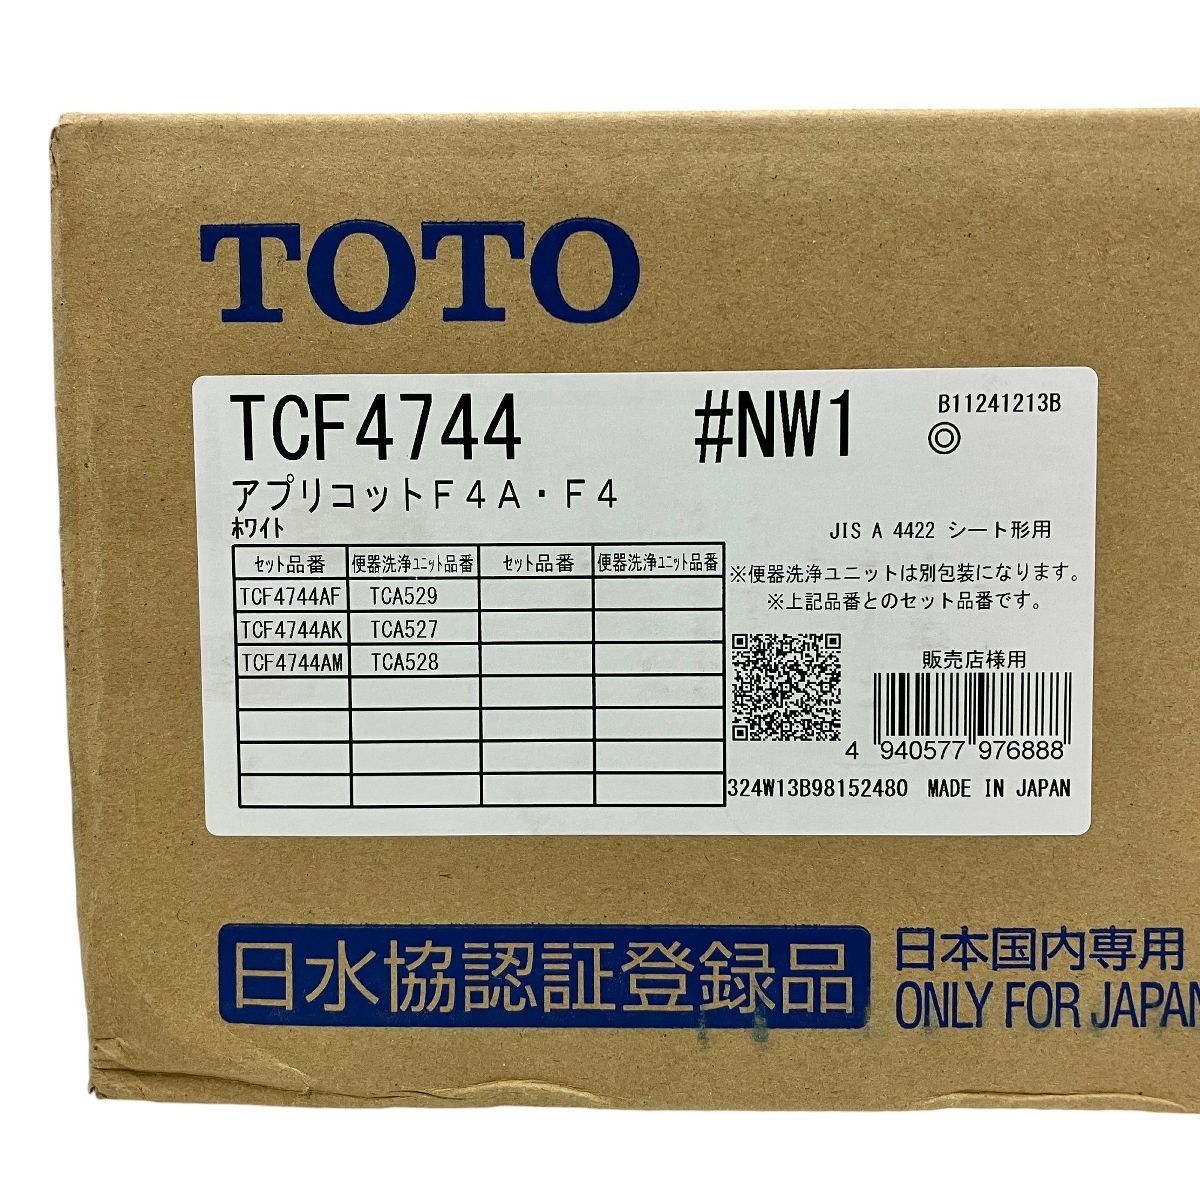 TOTO
TCF4744 #NW1 B11241213B
◎
アプリコットF4A・F4
ホワイト
JIS A 4422 シート形用
セット品番 便器洗浄ユニット品番 セット品番 便器洗浄ユニット品番
TCF4744AF TCA529
TCF4744AK TCA527
TCF4744AM TCA528
※便器洗浄ユニットは別包装になります。
※上記品番とのセット品番です。
販売店様用
4 940577 976888
324W13B98152480 MADE IN JAPAN
日水協認証登録品
日本国内専用
ONLY FOR JAPAN